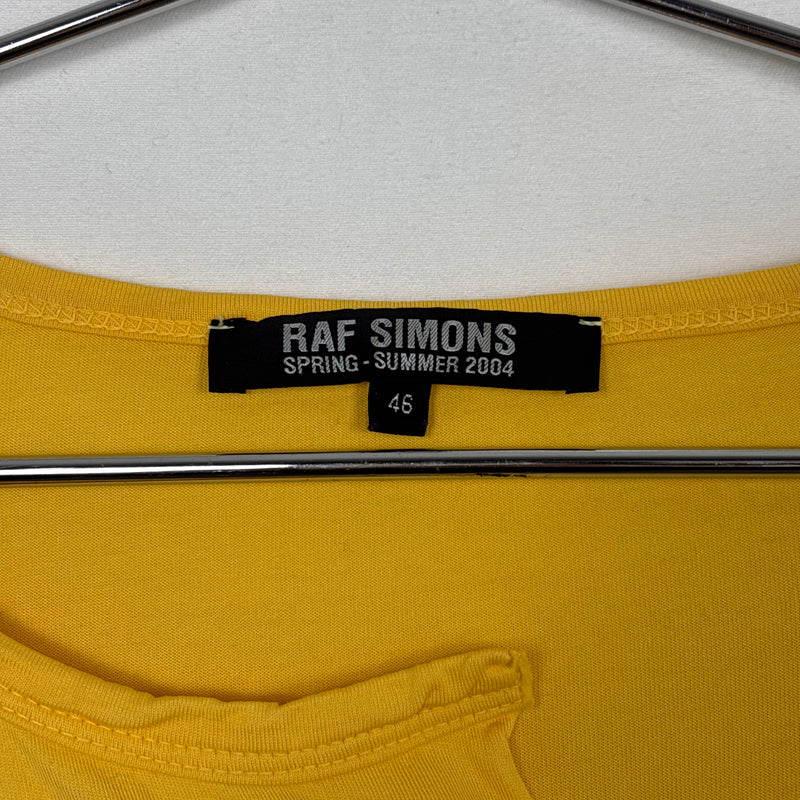 RAF SIMONS
SPRING - SUMMER 2004
46